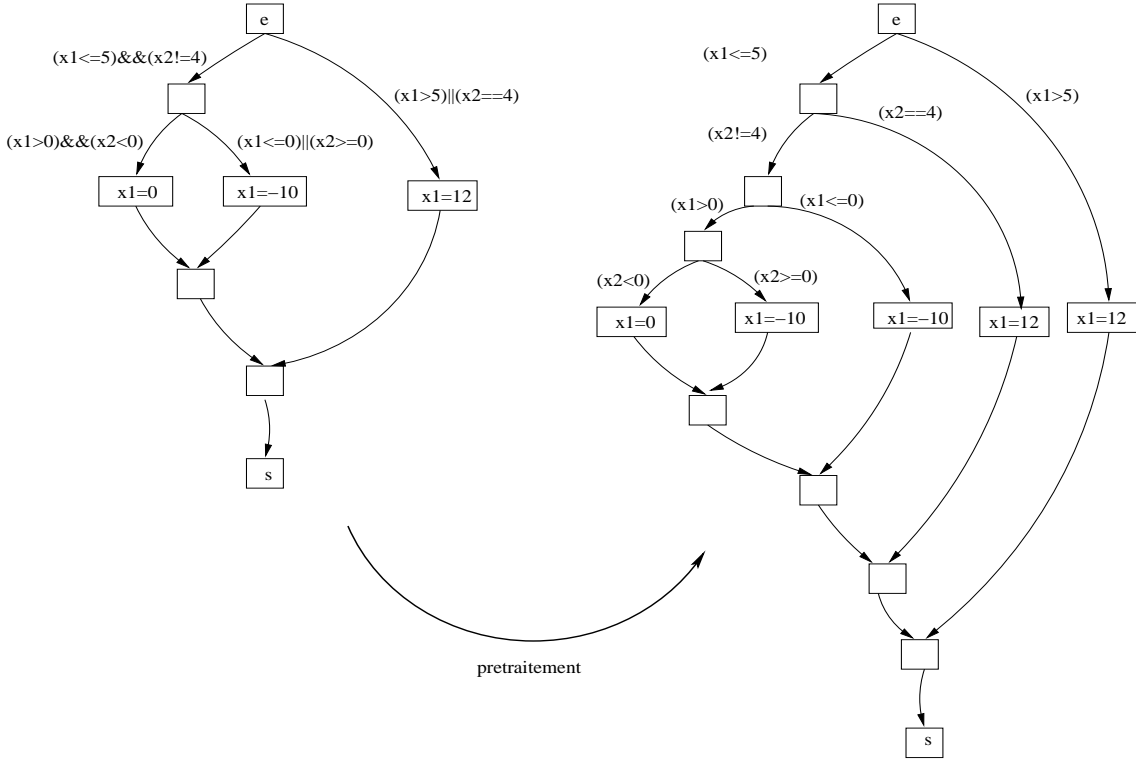 e
(x1<=5)&&(x2!=4)
(x1>5)||(x2==4)
(x1>0)&&(x2<0)
(x1<=0)||(x2>=0)
x1=0
x1=−10
x1=12
s
pretraitement
e
(x1<=5)
(x1>5)
(x2==4)
(x2!=4)
(x1>0)
(x1<=0)
(x2<0)
(x2>=0)
x1=0
x1=−10
x1=−10
x1=12
x1=12
s